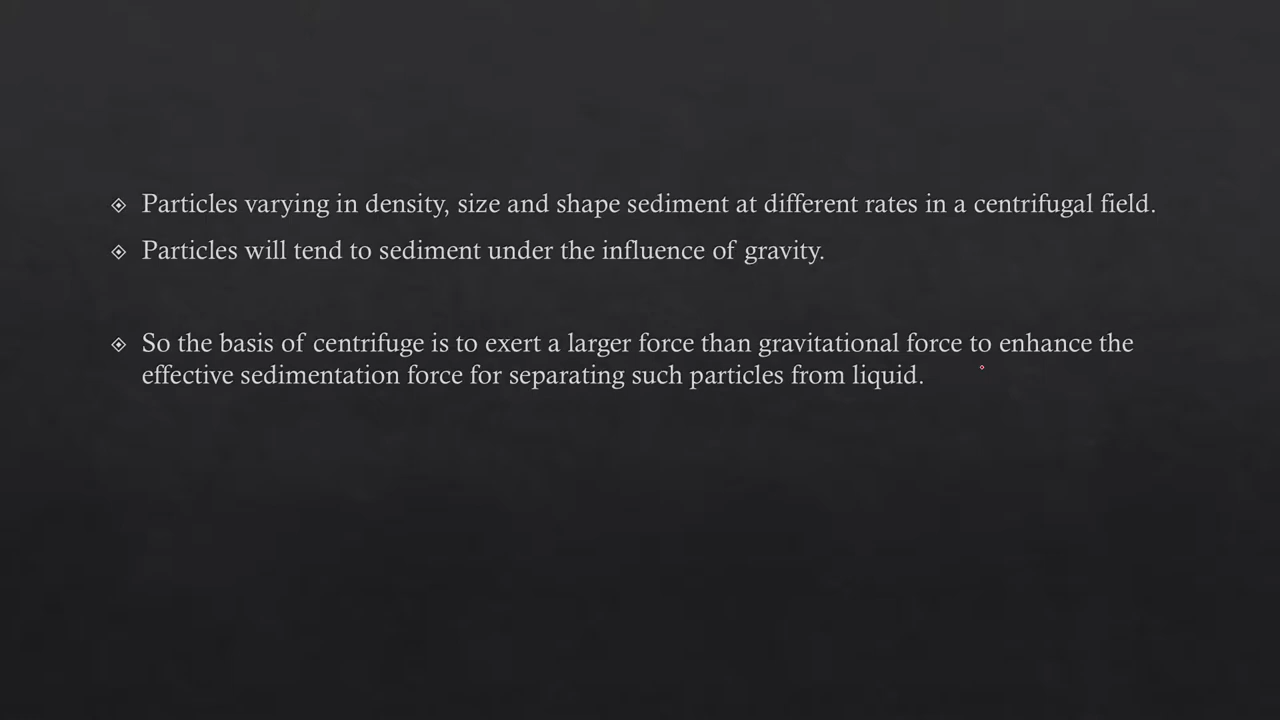 Particles varying in density, size and shape sediment at different rates in a centrifugal field.
Particles will tend to sediment under the influence of gravity.
So the basis of centrifuge is to exert a larger force than gravitational force to enhance the
effective sedimentation force for separating such particles from liquid.